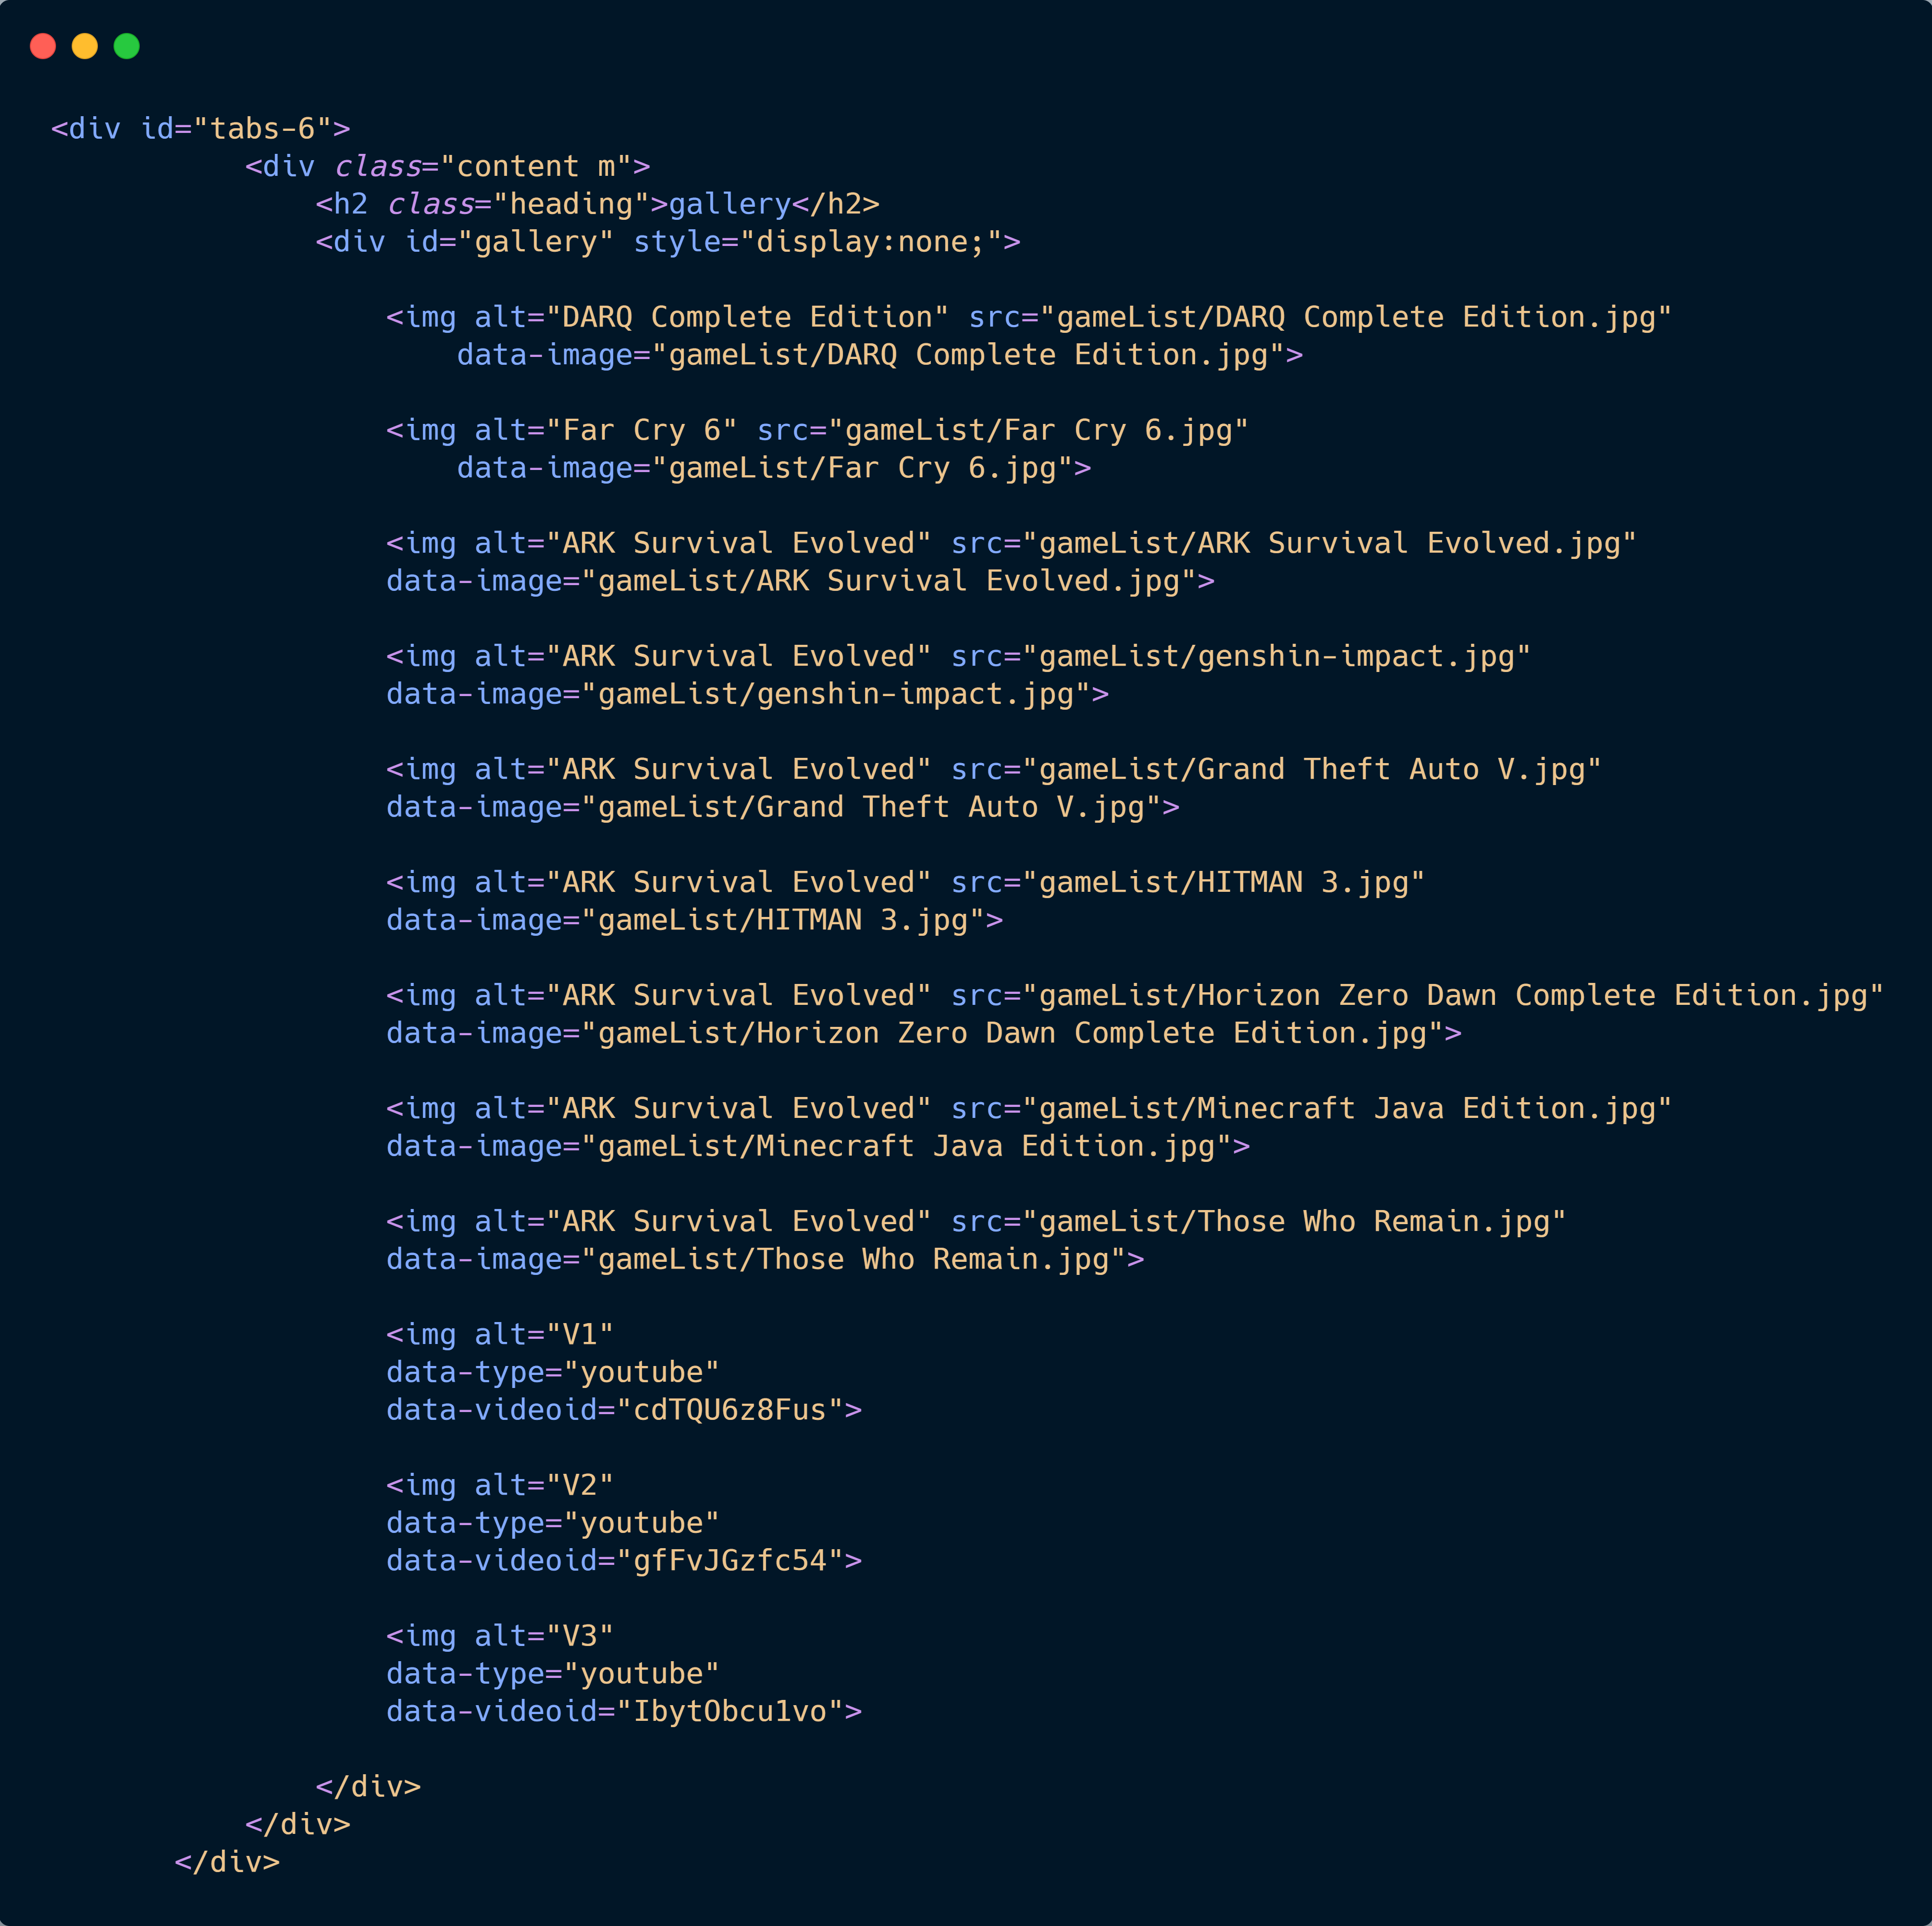 <div id="tabs-6">
<div class="content m">
<h2 class="heading">gallery</h2>
<div id="gallery" style="display:none;">
<img alt="DARQ Complete Edition" src="gameList/DARQ Complete Edition.jpg"
data-image="gameList/DARQ Complete Edition.jpg">
<img alt="Far Cry 6" src="gameList/Far Cry 6.jpg"
data-image="gameList/Far Cry 6.jpg">
<img alt="ARK Survival Evolved" src="gameList/ARK Survival Evolved.jpg"
data-image="gameList/ARK Survival Evolved.jpg">
<img alt="ARK Survival Evolved" src="gameList/genshin-impact.jpg"
data-image="gameList/genshin-impact.jpg">
<img alt="ARK Survival Evolved" src="gameList/Grand Theft Auto V.jpg"
data-image="gameList/Grand Theft Auto V.jpg">
<img alt="ARK Survival Evolved" src="gameList/HITMAN 3.jpg"
data-image="gameList/HITMAN 3.jpg">
<img alt="ARK Survival Evolved" src="gameList/Horizon Zero Dawn Complete Edition.jpg"
data-image="gameList/Horizon Zero Dawn Complete Edition.jpg">
<img alt="ARK Survival Evolved" src="gameList/Minecraft Java Edition.jpg"
data-image="gameList/Minecraft Java Edition.jpg">
<img alt="ARK Survival Evolved" src="gameList/Those Who Remain.jpg"
data-image="gameList/Those Who Remain.jpg">
<img alt="V1"
data-type="youtube"
data-videoid="cdTQU6z8Fus">
<img alt="V2"
data-type="youtube"
data-videoid="gfFvJGzfc54">
<img alt="V3"
data-type="youtube"
data-videoid="IbytObcu1vo">
</div>
</div>
</div>